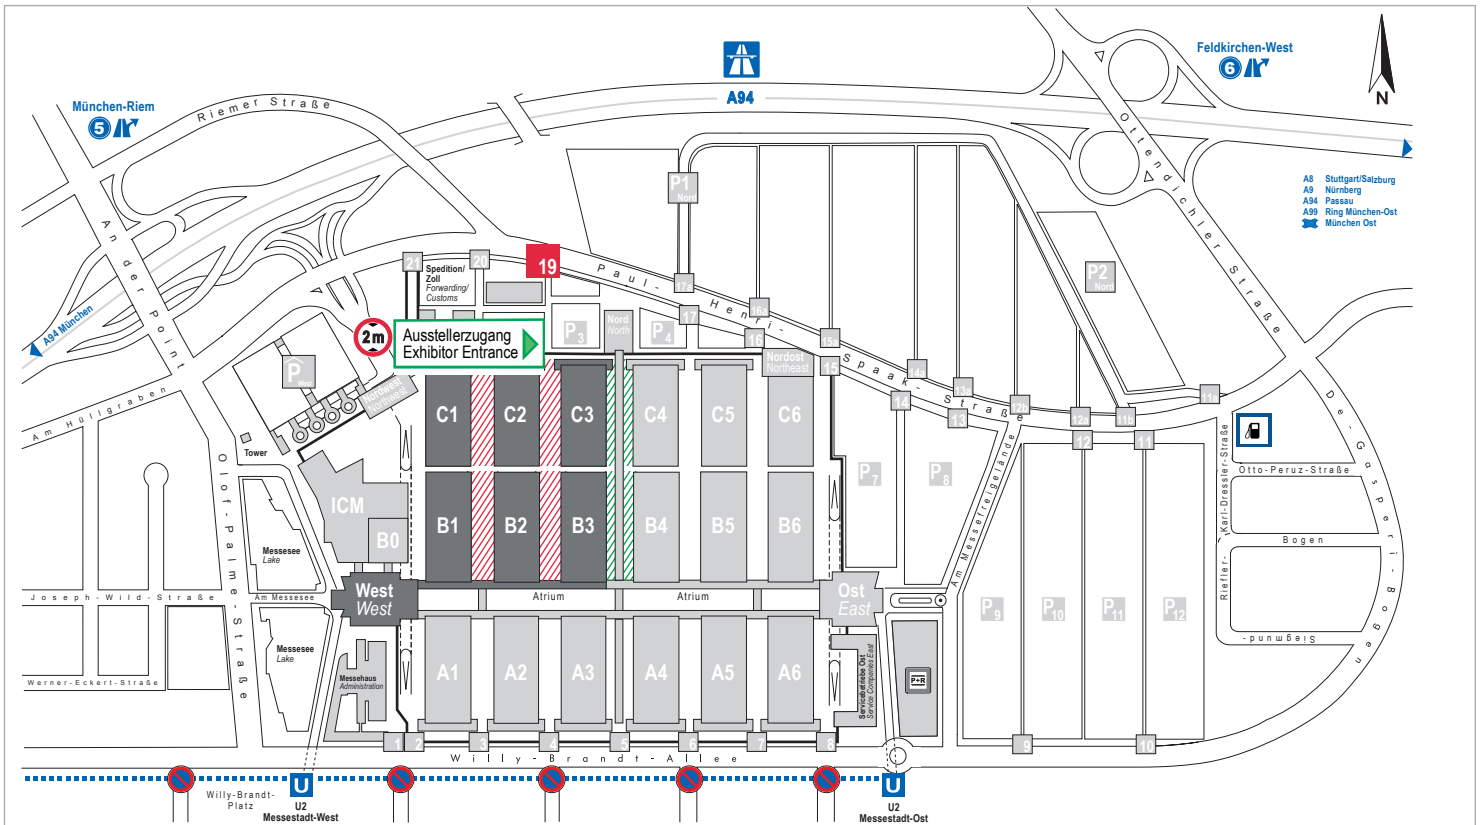 A94
Feldkirchen-West
6
N
München-Riem
5
Riemer Straße
Ottendichler Straße
A8 Stuttgart/Salzburg
A9 Nürnberg
A94 Passau
A99 Ring München-Ost
München Ost
An der Point
P1
Nord
P2
Nord
21
Spedition/
Zoll
Forwarding/
Customs
20
19
Paul-Henri-Spaak-Straße
17a
16a
15a
14a
13a
12b
12a
11b
11a
A94 München
2m
Ausstellerzugang
Exhibitor Entrance
P3
Nord
North
P4
17
16
15
14
13
12
11
Nordost
Northeast
P
West
Nordwest
Northwest
Am Hüllgraben
Tower
C1
C2
C3
C4
C5
C6
P7
P8
Am Messefreigelände
Karl-Dressler-Straße
Otto-Peruz-Straße
De-Gasperi-Bogen
Olof-Palme-Straße
ICM
B0
B1
B2
B3
B4
B5
B6
Riefler-
Bogen
Messesee
Lake
Joseph-Wild-Straße
Am Messesee
West
West
Atrium
Atrium
Ost
East
P9
P10
P11
P12
Siegmund-
Messesee
Lake
Messehaus
Administration
A1
A2
A3
A4
A5
A6
Servicebetriebe Ost
Service Companies East
P+R
Werner-Eckert-Straße
1
2
3
4
5
6
7
8
9
10
Willy-Brandt-Allee
Willy-Brandt-
Platz
U
U2
Messestadt-West
U
U2
Messestadt-Ost